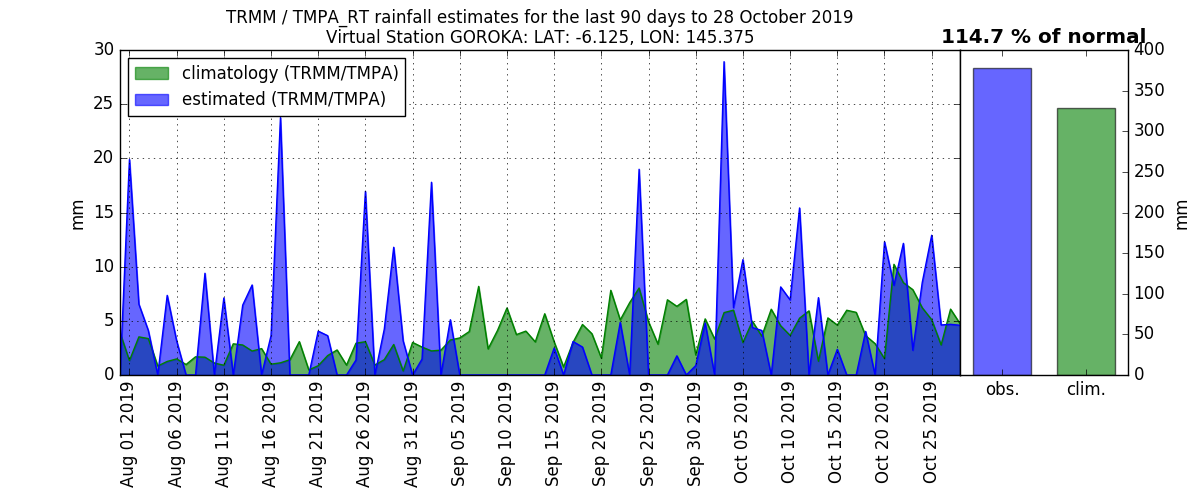 TRMM / TMPA_RT rainfall estimates for the last 90 days to 28 October 2019
Virtual Station GOROKA: LAT: -6.125, LON: 145.375
114.7 % of normal
climatology (TRMM/TMPA)
estimated (TRMM/TMPA)
30
25
20
15
10
5
0
mm
Aug 01 2019
Aug 06 2019
Aug 11 2019
Aug 16 2019
Aug 21 2019
Aug 26 2019
Aug 31 2019
Sep 05 2019
Sep 10 2019
Sep 15 2019
Sep 20 2019
Sep 25 2019
Sep 30 2019
Oct 05 2019
Oct 10 2019
Oct 15 2019
Oct 20 2019
Oct 25 2019
obs.
clim.
400
350
300
250
200
150
100
50
0
mm